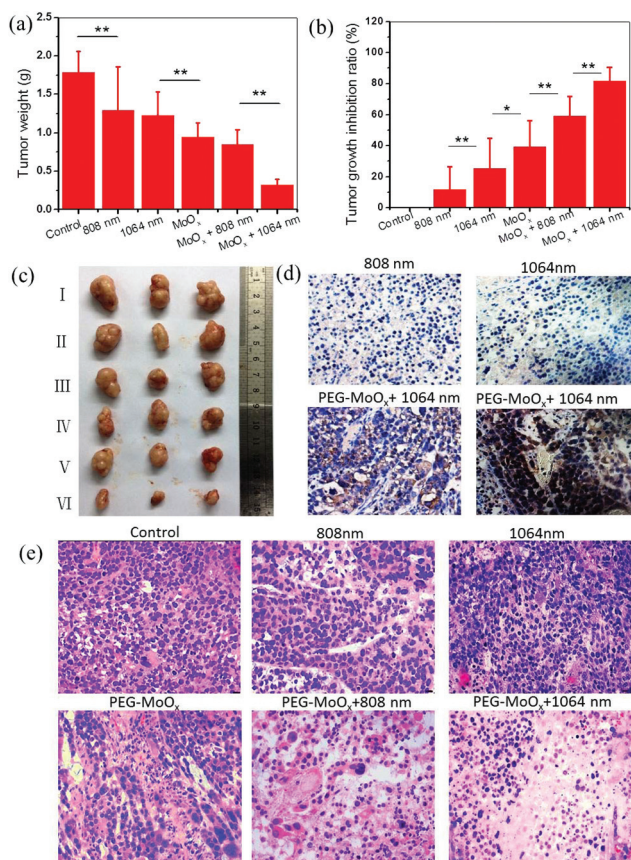 (a)
Tumor weight (g)
2.5
2.0
1.5
1.0
0.5
0.0
**
**
**
Control
808 nm
1064 nm
MoOₓ
MoOₓ + 808 nm
MoOₓ + 1064 nm
(b)
Tumor growth inhibition ratio (%)
120
100
80
60
40
20
0
**
*
**
**
Control
808 nm
1064 nm
MoOₓ
MoOₓ + 808 nm
MoOₓ + 1064 nm
(c)
I
II
III
IV
V
VI
(d)
808 nm
1064nm
PEG-MoOₓ+ 1064 nm
PEG-MoOₓ+ 1064 nm
(e)
Control
808nm
1064nm
PEG-MoOₓ
PEG-MoOₓ+808 nm
PEG-MoOₓ+1064 nm